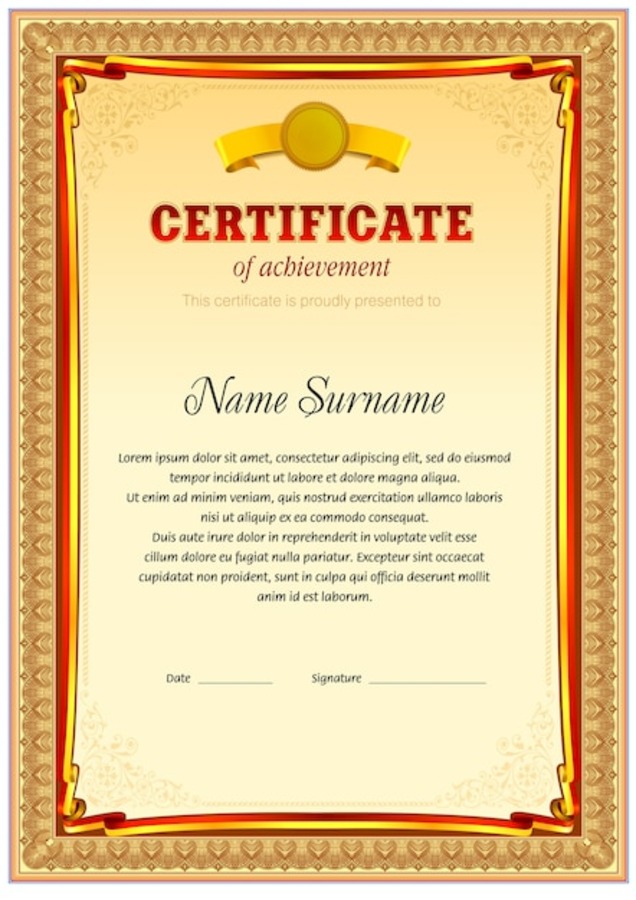 CERTIFICATE
of achievement
This certificate is proudly presented to
Name Surname
Lorem ipsum dolor sit amet, consectetur adipiscing elit, sed do eiusmod
tempor incididunt ut labore et dolore magna aliqua.
Ut enim ad minim veniam, quis nostrud exercitation ullamco laboris
nisi ut aliquip ex ea commodo consequat.
Duis aute irure dolor in reprehenderit in voluptate velit esse
cillum dolore eu fugiat nulla pariatur. Excepteur sint occaecat
cupidatat non proident, sunt in culpa qui officia deserunt mollit
anim id est laborum.
Date ____________ Signature ___________________